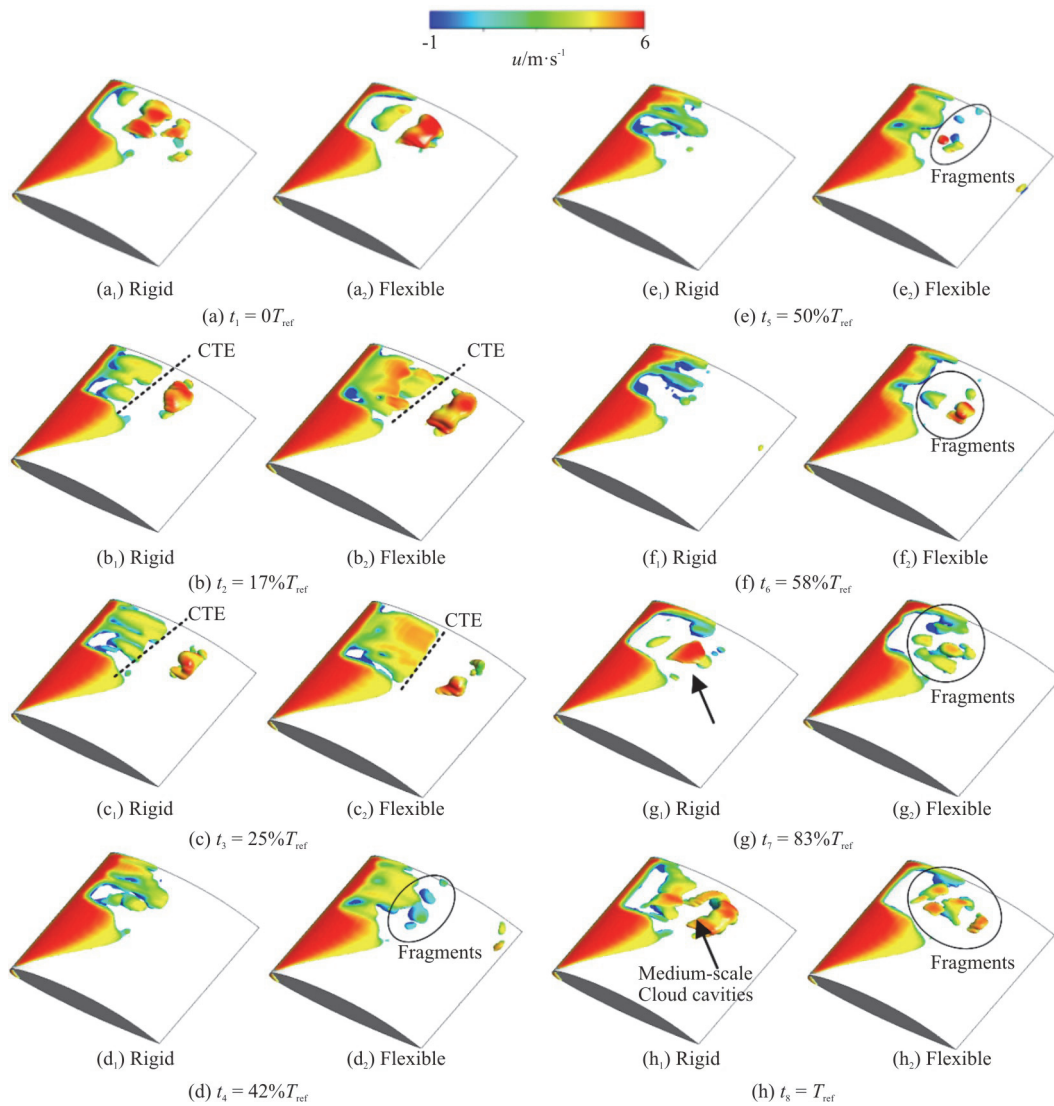 -1 6
u/m·s⁻¹
(a₁) Rigid (a₂) Flexible
(a) t₁ = 0T_ref
CTE CTE
(b₁) Rigid (b₂) Flexible
(b) t₂ = 17%T_ref
CTE CTE
(c₁) Rigid (c₂) Flexible
(c) t₃ = 25%T_ref
Fragments
(d₁) Rigid (d₂) Flexible
(d) t₄ = 42%T_ref
Fragments
(e₁) Rigid (e₂) Flexible
(e) t₅ = 50%T_ref
Fragments
(f₁) Rigid (f₂) Flexible
(f) t₆ = 58%T_ref
Fragments
(g₁) Rigid (g₂) Flexible
(g) t₇ = 83%T_ref
Medium-scale
Cloud cavities
Fragments
(h₁) Rigid (h₂) Flexible
(h) t₈ = T_ref